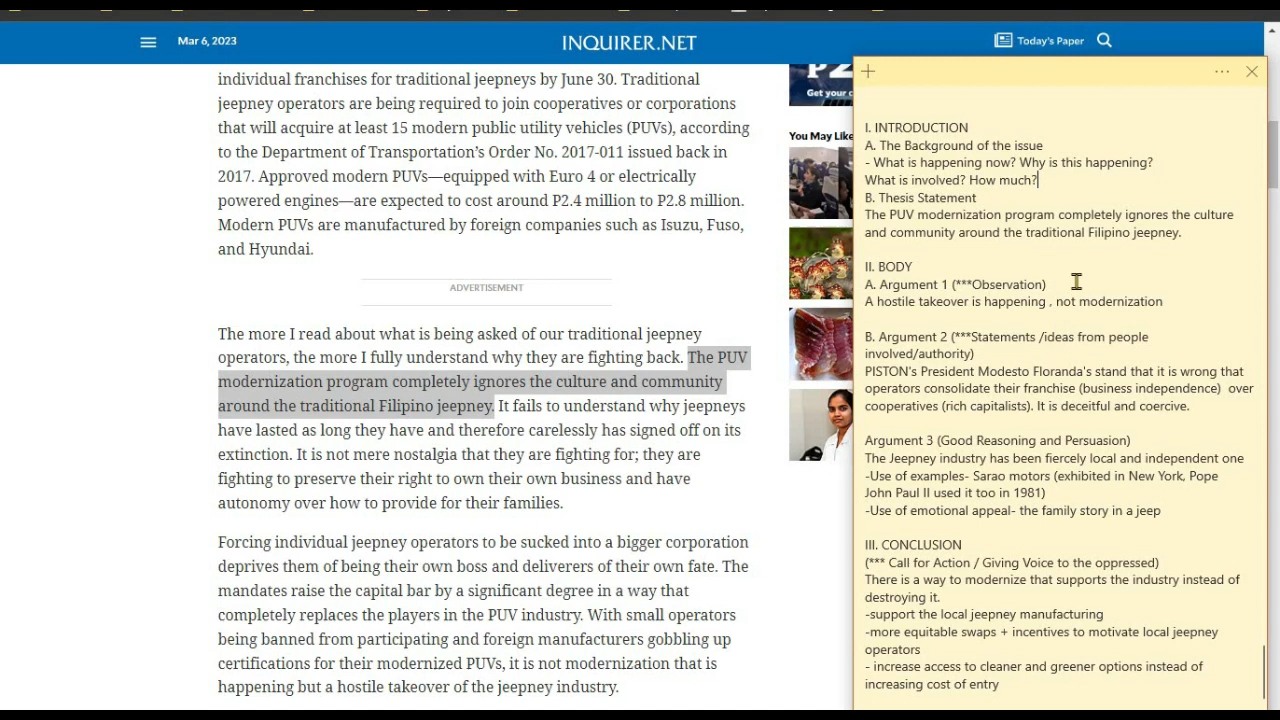 Mar 6, 2023
INQUIRER.NET
Today's Paper
individual franchises for traditional jeepneys by June 30. Traditional
jeepney operators are being required to join cooperatives or corporations
that will acquire at least 15 modern public utility vehicles (PUVs), according
to the Department of Transportation’s Order No. 2017-011 issued back in
2017. Approved modern PUVs—equipped with Euro 4 or electrically
powered engines—are expected to cost around P2.4 million to P2.8 million.
Modern PUVs are manufactured by foreign companies such as Isuzu, Fuso,
and Hyundai.
ADVERTISEMENT
The more I read about what is being asked of our traditional jeepney
operators, the more I fully understand why they are fighting back. The PUV
modernization program completely ignores the culture and community
around the traditional Filipino jeepney. It fails to understand why jeepneys
have lasted as long they have and therefore carelessly has signed off on its
extinction. It is not mere nostalgia that they are fighting for; they are
fighting to preserve their right to own their own business and have
autonomy over how to provide for their families.
Forcing individual jeepney operators to be sucked into a bigger corporation
deprives them of being their own boss and deliverers of their own fate. The
mandates raise the capital bar by a significant degree in a way that
completely replaces the players in the PUV industry. With small operators
being banned from participating and foreign manufacturers gobbling up
certifications for their modernized PUVs, it is not modernization that is
happening but a hostile takeover of the jeepney industry.
Get your c
You May Like
I. INTRODUCTION
A. The Background of the issue
- What is happening now? Why is this happening?
What is involved? How much?
B. Thesis Statement
The PUV modernization program completely ignores the culture
and community around the traditional Filipino jeepney.
II. BODY
A. Argument 1 (***Observation)
A hostile takeover is happening , not modernization
B. Argument 2 (***Statements /ideas from people
involved/authority)
PISTON's President Modesto Floranda's stand that it is wrong that
operators consolidate their franchise (business independence)  over
cooperatives (rich capitalists). It is deceitful and coercive.
Argument 3 (Good Reasoning and Persuasion)
The Jeepney industry has been fiercely local and independent one
-Use of examples- Sarao motors (exhibited in New York, Pope
John Paul II used it too in 1981)
-Use of emotional appeal- the family story in a jeep
III. CONCLUSION
(*** Call for Action / Giving Voice to the oppressed)
There is a way to modernize that supports the industry instead of
destroying it.
-support the local jeepney manufacturing
-more equitable swaps + incentives to motivate local jeepney
operators
- increase access to cleaner and greener options instead of
increasing cost of entry